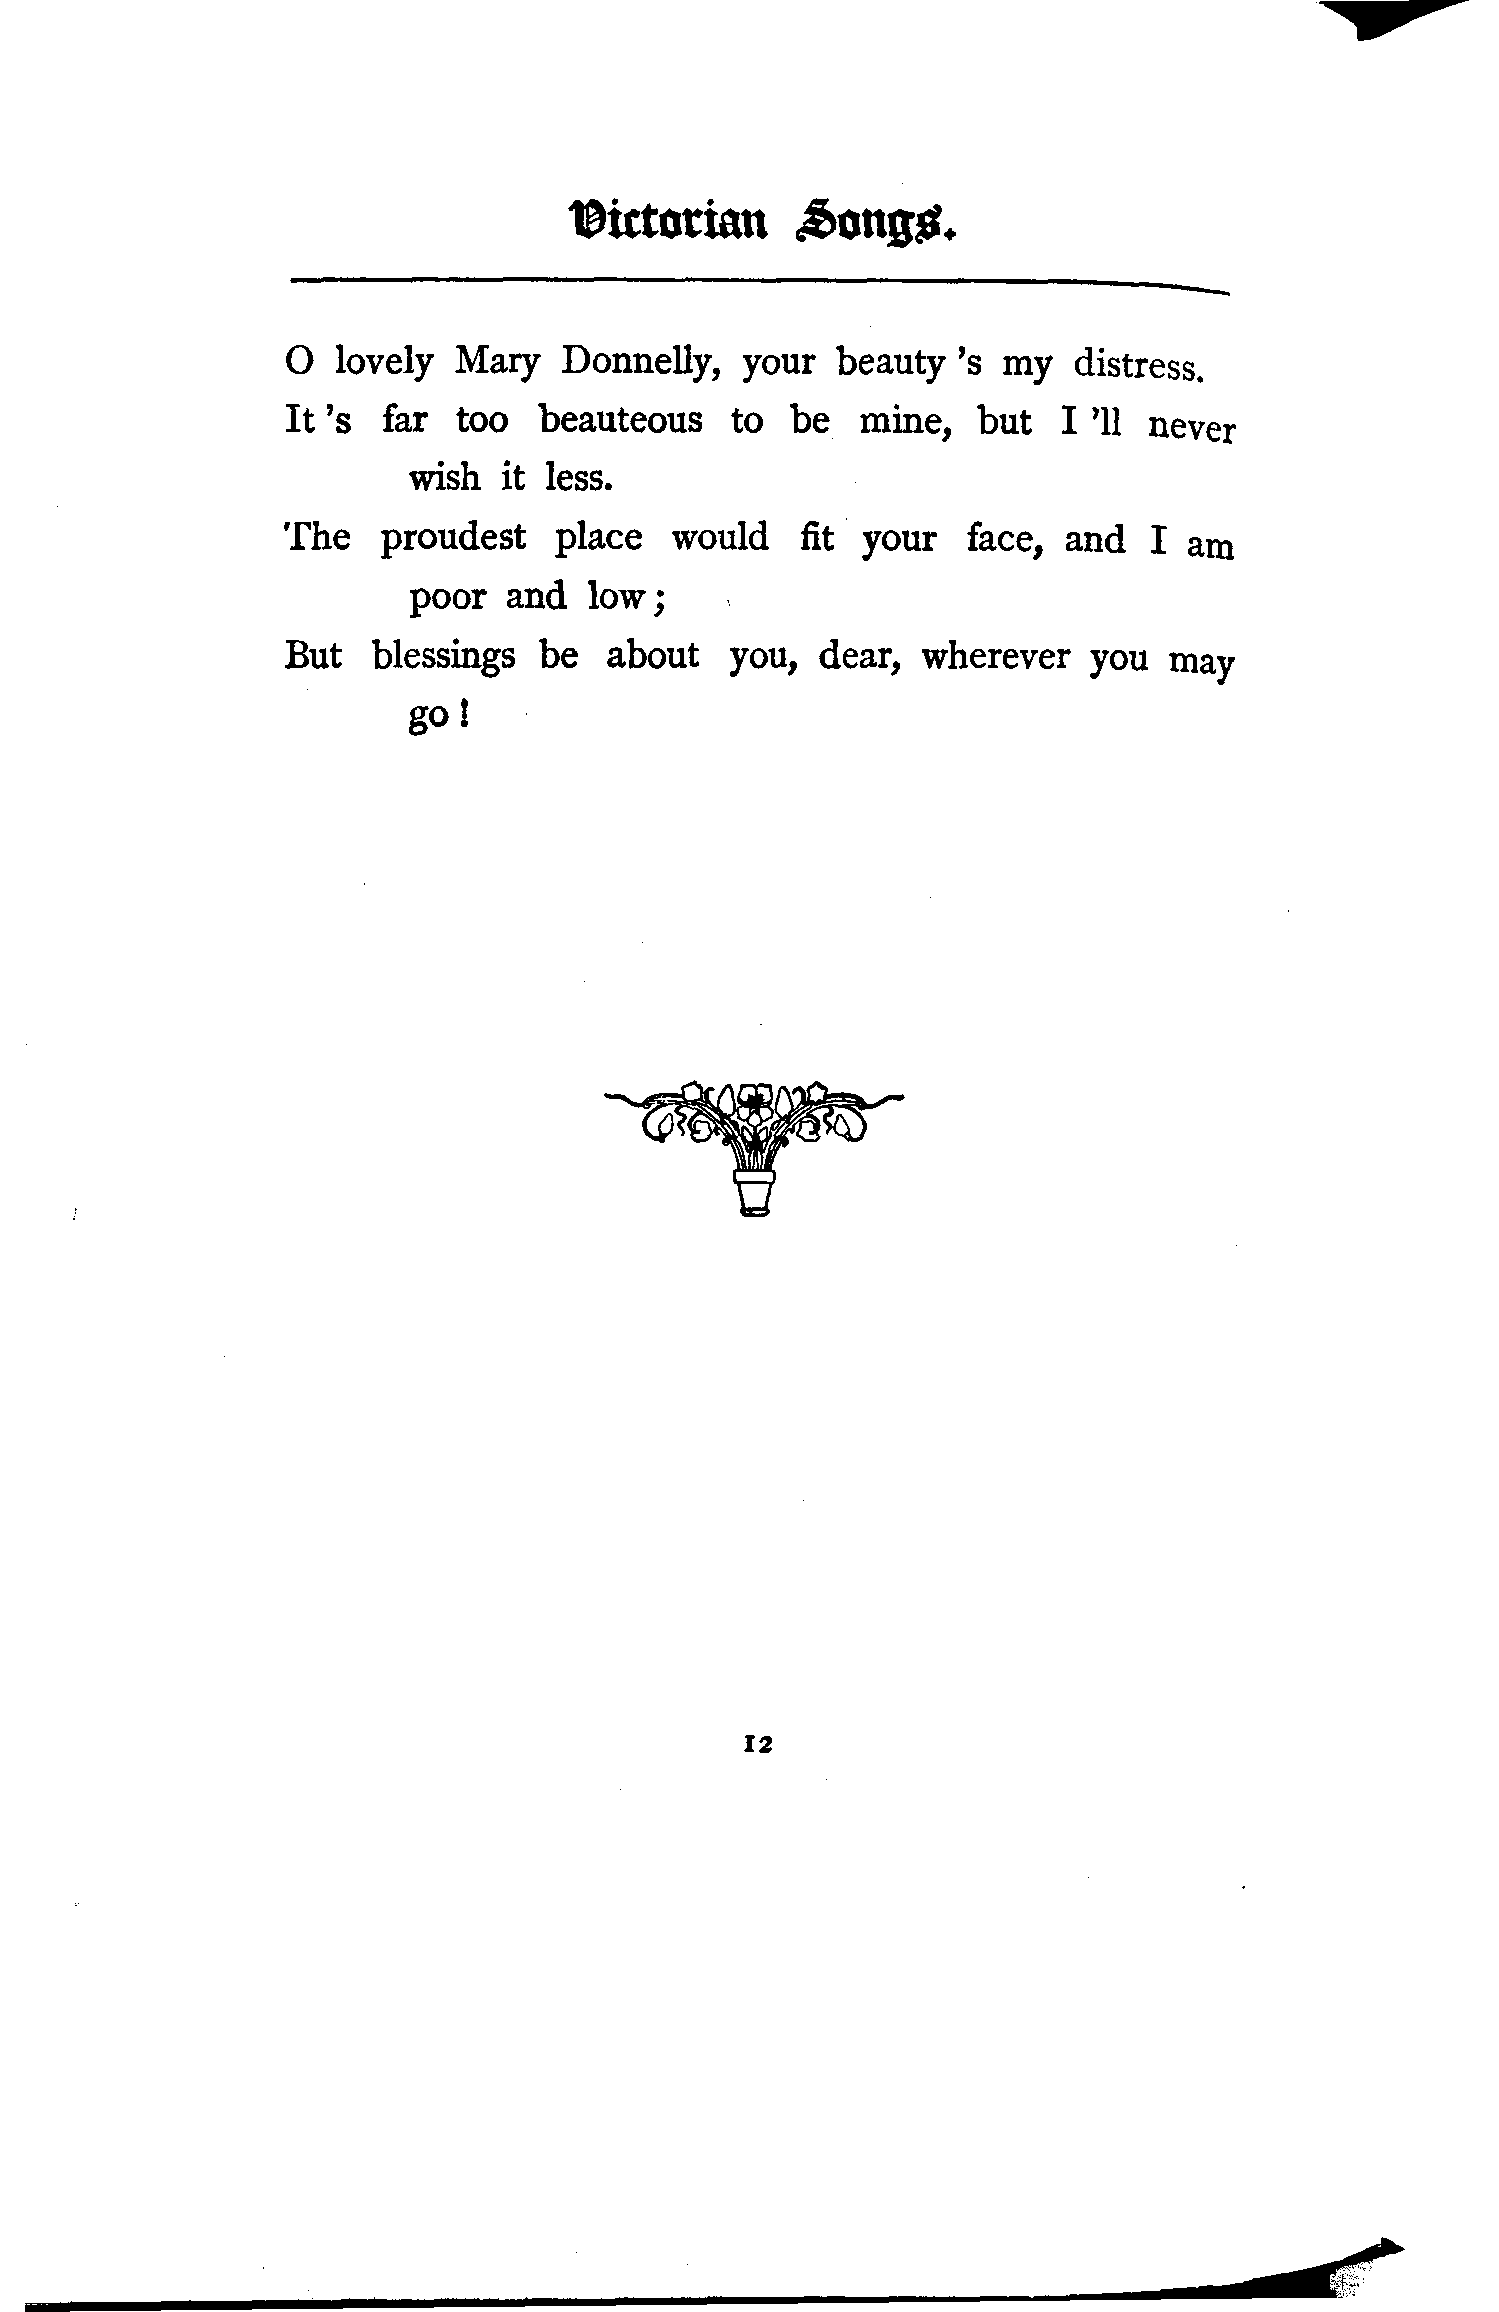 Victorian Songs.
O lovely Mary Donnelly, your beauty 's my distress.
It 's far too beauteous to be mine, but I 'll never
wish it less.
The proudest place would fit your face, and I am
poor and low;
But blessings be about you, dear, wherever you may
go!
12